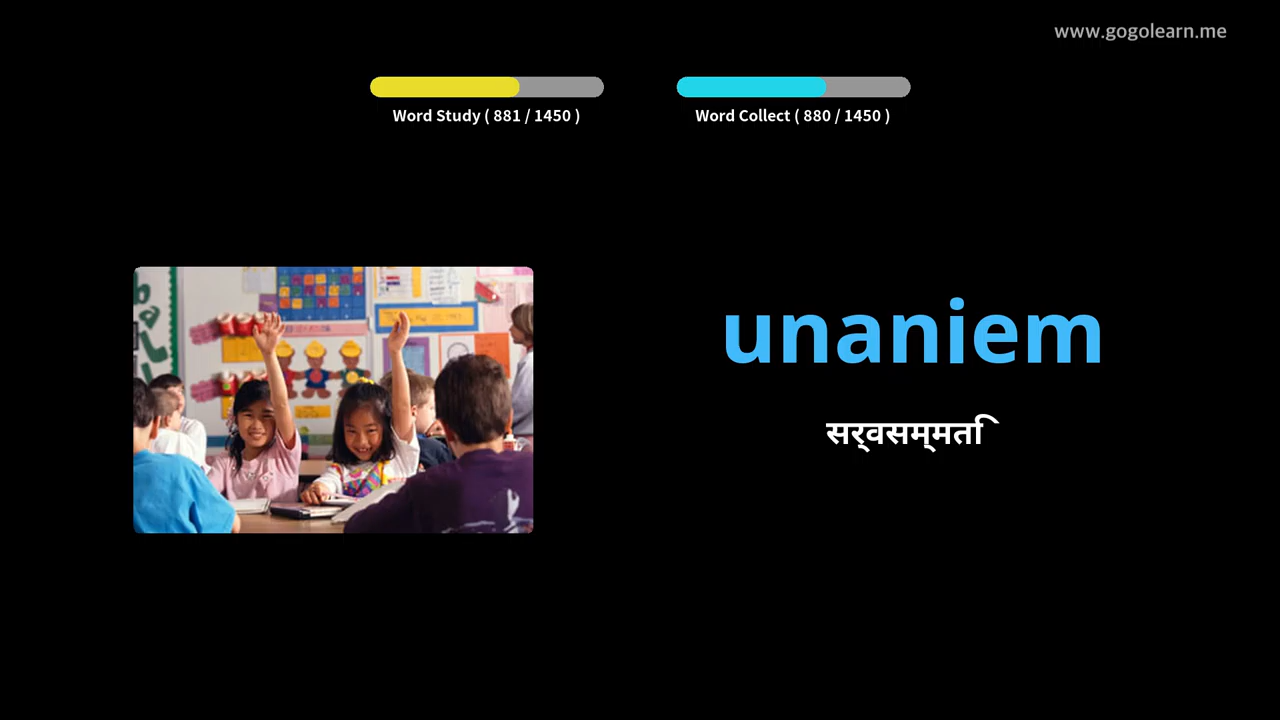 www.gogolearn.me
Word Study ( 881 / 1450 )
Word Collect ( 880 / 1450 )
unaniem
सर्वसम्मति